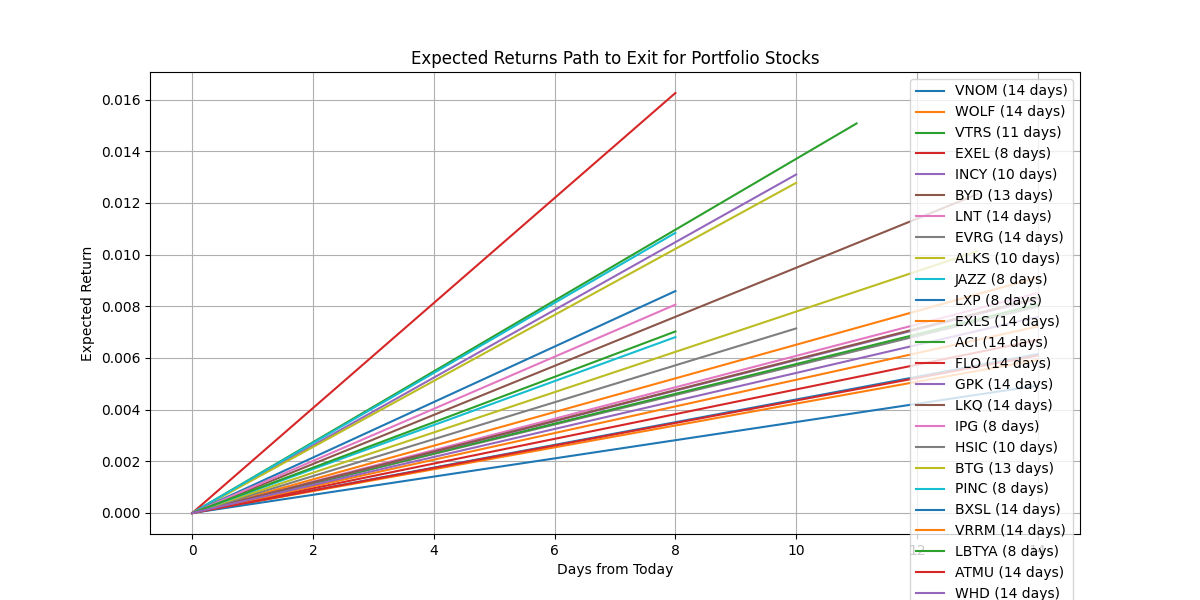 Expected Returns Path to Exit for Portfolio Stocks
Expected Return
0.016
0.014
0.012
0.010
0.008
0.006
0.004
0.002
0.000
0
2
4
6
8
10
12
Days from Today
VNOM (14 days)
WOLF (14 days)
VTRS (11 days)
EXEL (8 days)
INCY (10 days)
BYD (13 days)
LNT (14 days)
EVRG (14 days)
ALKS (10 days)
JAZZ (8 days)
LXP (8 days)
EXLS (14 days)
ACI (14 days)
FLO (14 days)
GPK (14 days)
LKQ (14 days)
IPG (8 days)
HSIC (10 days)
BTG (13 days)
PINC (8 days)
BXSL (14 days)
VRRM (14 days)
LBTYA (8 days)
ATMU (14 days)
WHD (14 days)